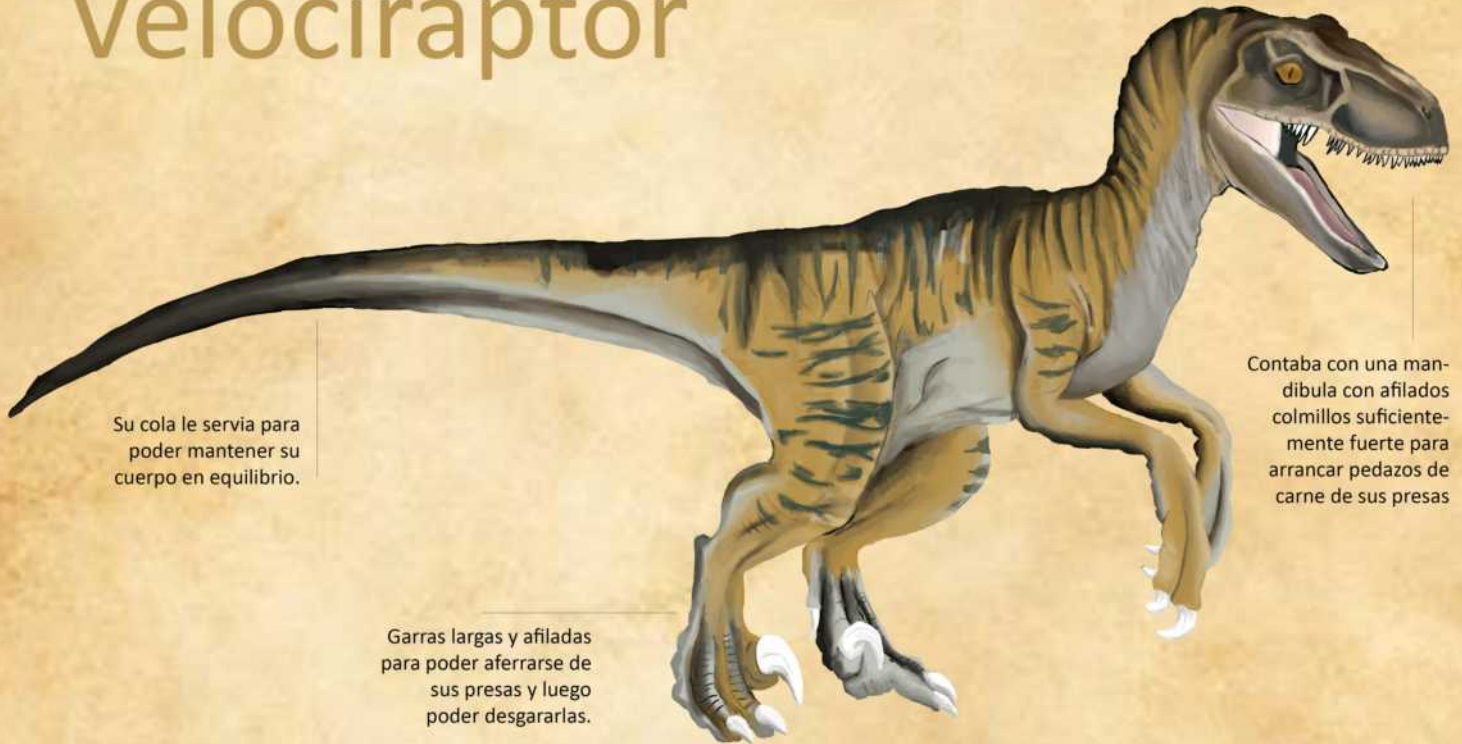 Velociraptor
Su cola le servia para
poder mantener su
cuerpo en equilibrio.
Garras largas y afiladas
para poder aferrarse de
sus presas y luego
poder desgararlas.
Contaba con una man-
dibula con afilados
colmillos suficiente-
mente fuerte para
arrancar pedazos de
carne de sus presas